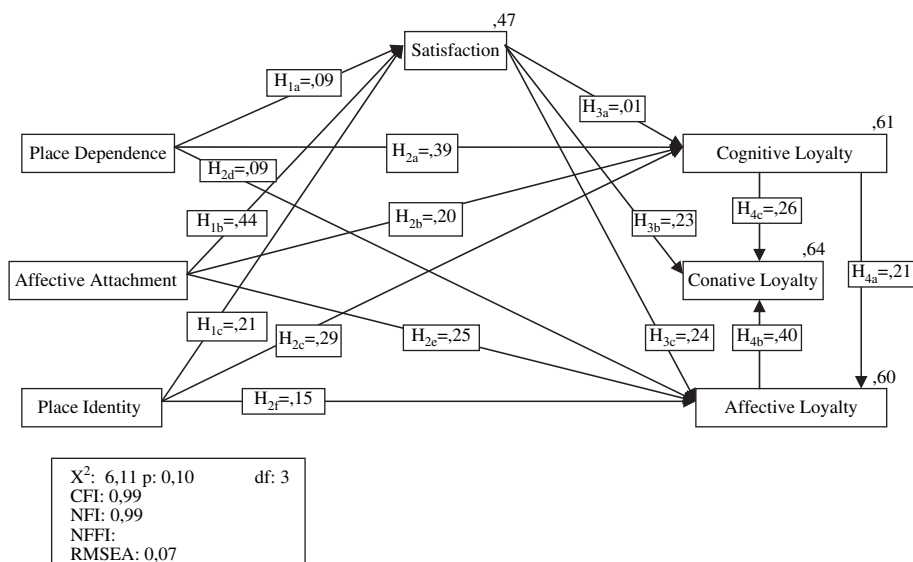 ,47
Satisfaction
H1a=,09
H3a=,01
,61
Place Dependence
H2a=,39
Cognitive Loyalty
H2d=,09
H1b=,44
H2b=,20
H3b=,23
H4c=,26
,64
Affective Attachment
Conative Loyalty
H4a=,21
H1c=,21
H2c=,29
H2e=,25
H3c=,24
H4b=,40
,60
Place Identity
H2f=,15
Affective Loyalty
X2: 6,11 p: 0,10 df: 3
CFI: 0,99
NFI: 0,99
NFFI:
RMSEA: 0,07